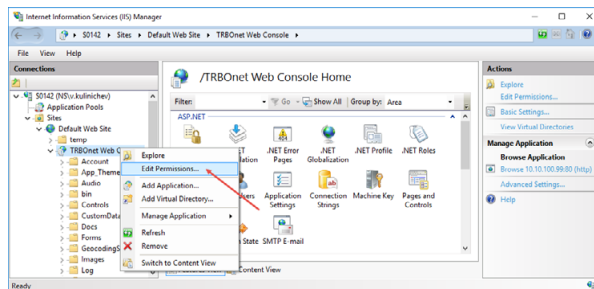 Internet Information Services (IIS) Manager
S0142 Sites Default Web Site TRBOnet Web Console
File View Help
Connections
S0142 (NS\v.kulinichev)
Application Pools
Sites
Default Web Site
temp
TRBOnet Web C
Account
App_Theme
Audio
bin
Controls
CustomData
Docs
Forms
GeocodingS
Images
Log
Explore
Edit Permissions...
Add Application...
Add Virtual Directory...
Manage Application
Refresh
Remove
Switch to Content View
/TRBOnet Web Console Home
Filter: Go Show All Group by: Area
ASP.NET
.NET Error Pages
.NET Globalization
.NET Profile
.NET Roles
Application Settings
Connection Strings
Machine Key
Pages and Controls
State
SMTP E-mail
Content View
Actions
Explore
Edit Permissions...
Basic Settings...
View Virtual Directories
Manage Application
Browse Application
Browse 10.10.100.99:80 (http)
Advanced Settings...
Help
Ready